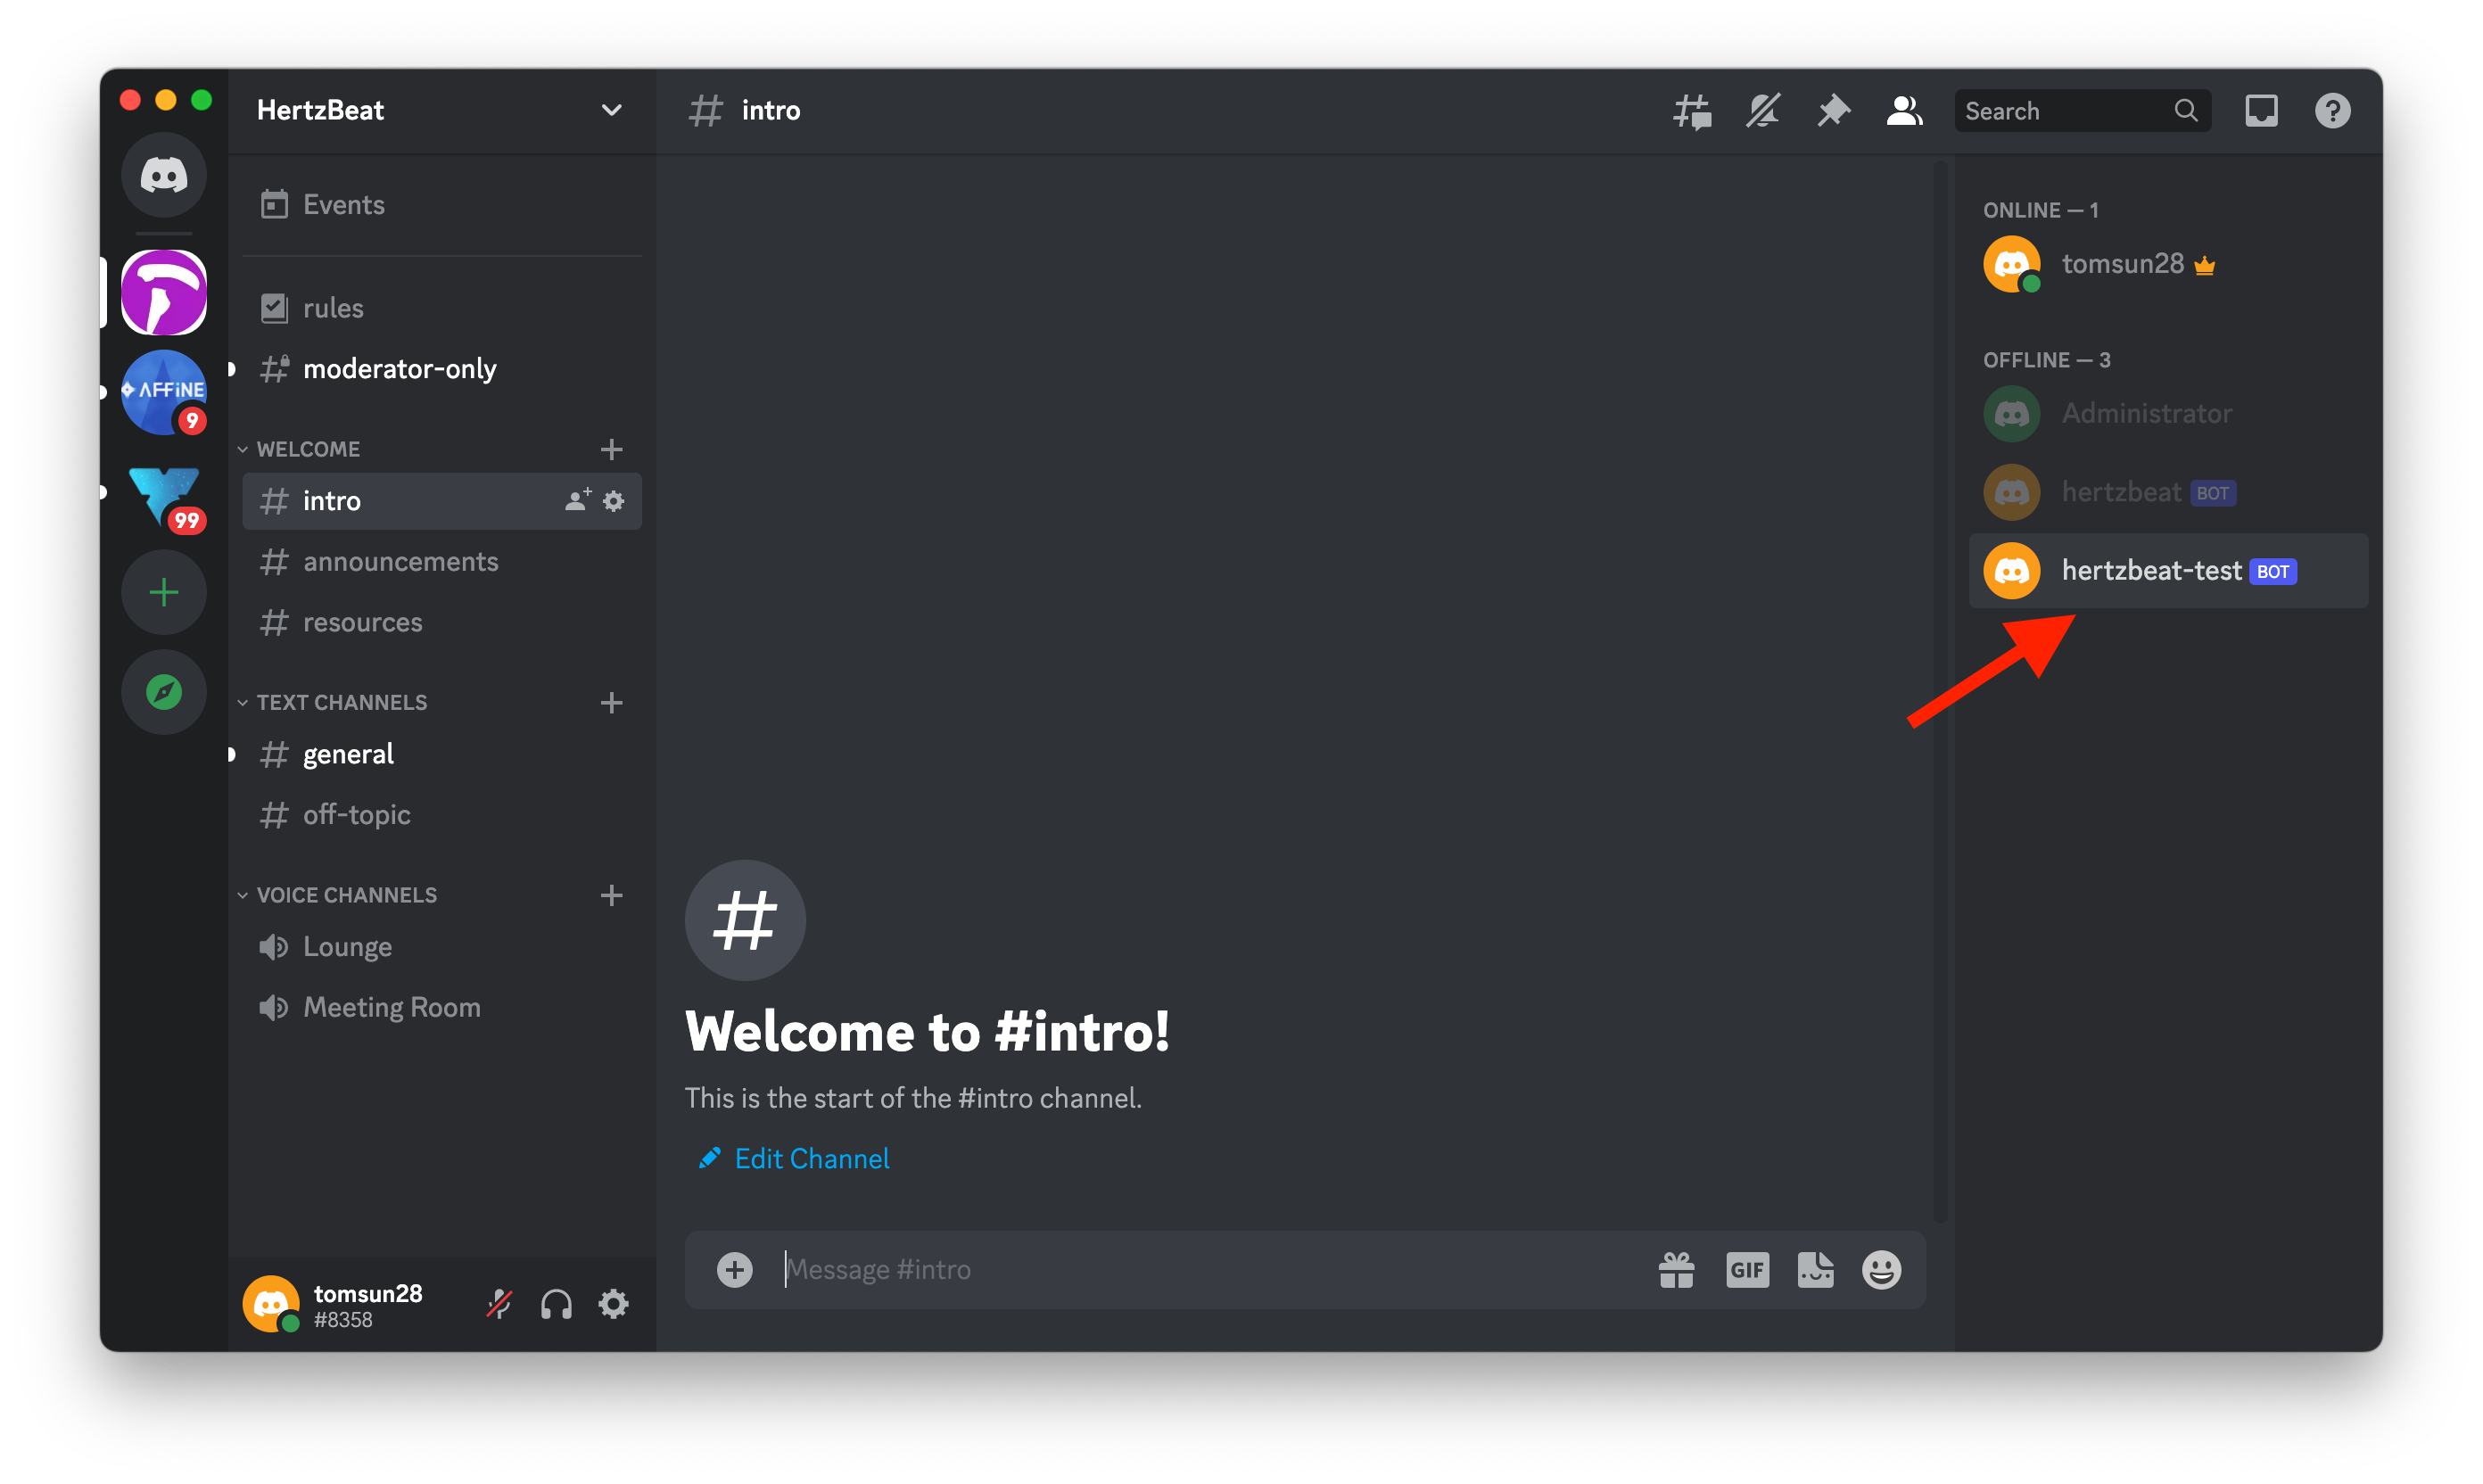 HertzBeat
Events
rules
moderator-only
WELCOME
intro
announcements
resources
TEXT CHANNELS
general
off-topic
VOICE CHANNELS
Lounge
Meeting Room
tomsun28
#8358
AFFiNE
9
99
intro
Search
Welcome to #intro!
This is the start of the #intro channel.
Edit Channel
Message #intro
GIF
ONLINE — 1
tomsun28
OFFLINE — 3
Administrator
hertzbeat BOT
hertzbeat-test BOT